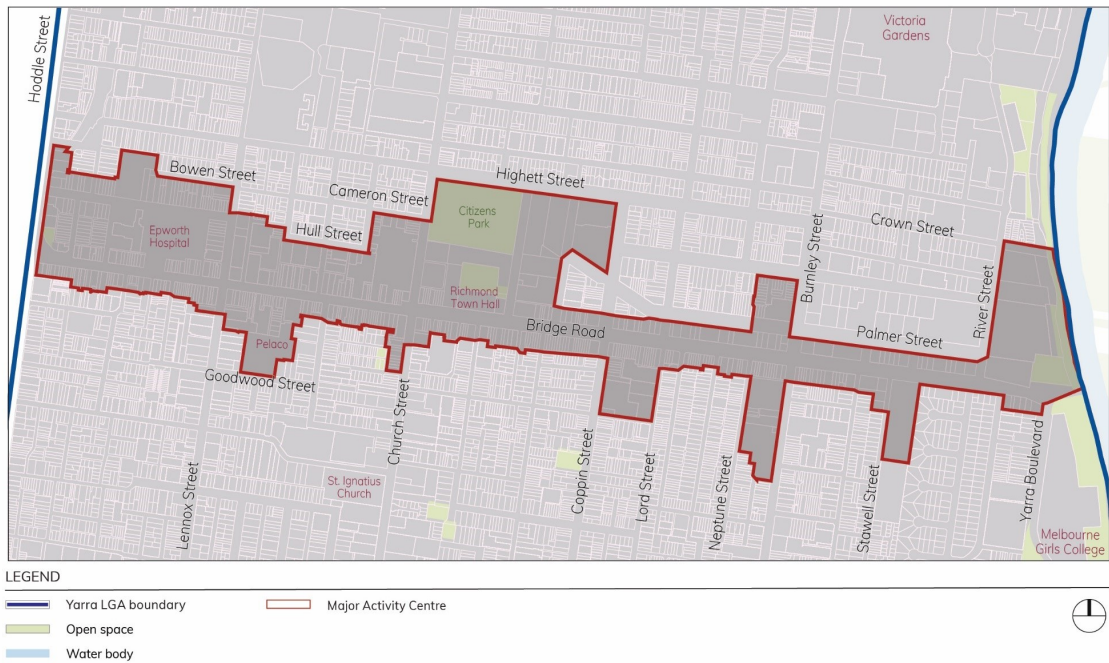 Hoddle Street
Victoria
Gardens
Bowen Street
Cameron Street
Highett Street
Citizens
Park
Crown Street
Epworth
Hospital
Hull Street
Burnley Street
River Street
Richmond
Town Hall
Bridge Road
Palmer Street
Pelaco
Goodwood Street
Church Street
Lennox Street
St. Ignatius
Church
Coppin Street
Lord Street
Neptune Street
Stawell Street
Yarra Boulevard
Melbourne
Girls College
LEGEND
Yarra LGA boundary
Major Activity Centre
Open space
Water body